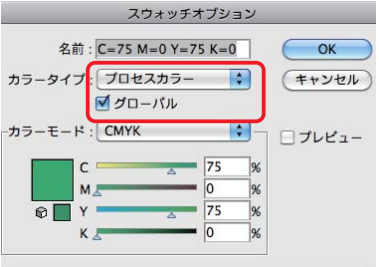 スウォッチオプション
名前 : C=75 M=0 Y=75 K=0
OK
カラータイプ : プロセスカラー
キャンセル
グローバル
カラーモード : CMYK
プレビュー
C 75 %
M 0 %
Y 75 %
K 0 %